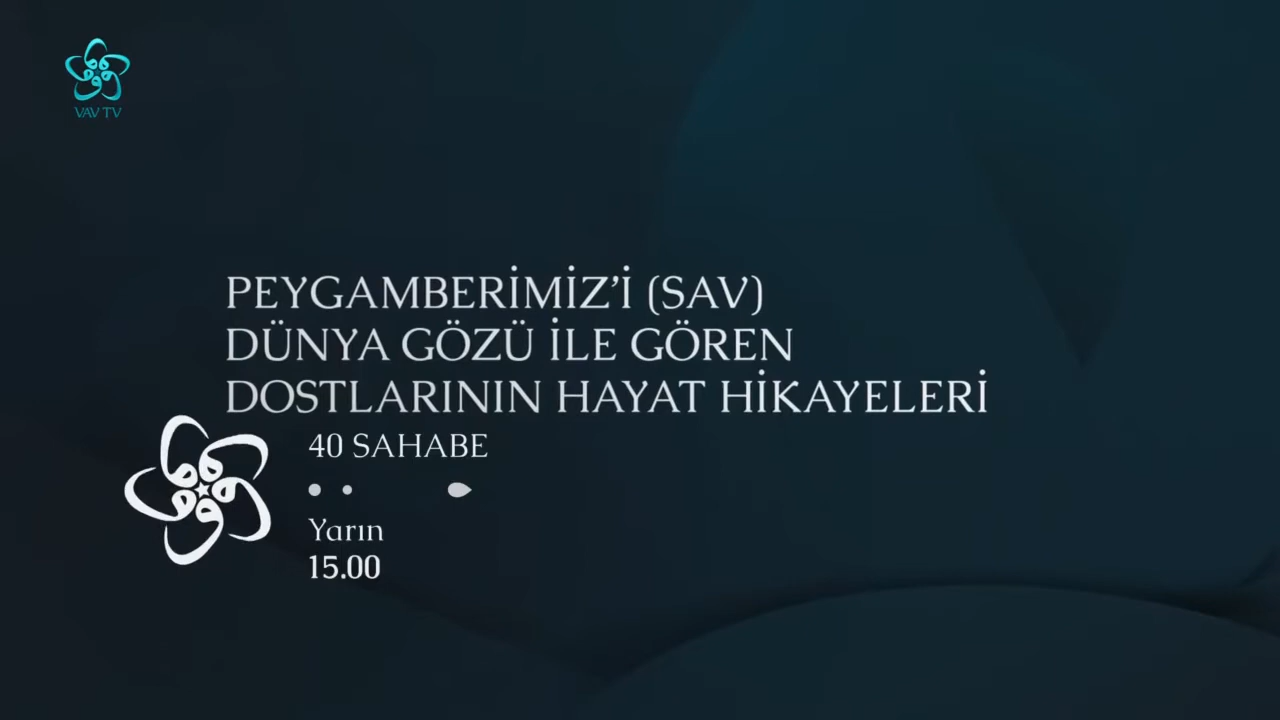 VAV TV
PEYGAMBERİMİZ’İ (SAV)
DÜNYA GÖZÜ İLE GÖREN
DOSTLARININ HAYAT HİKAYELERİ
40 SAHABE
Yarın
15.00